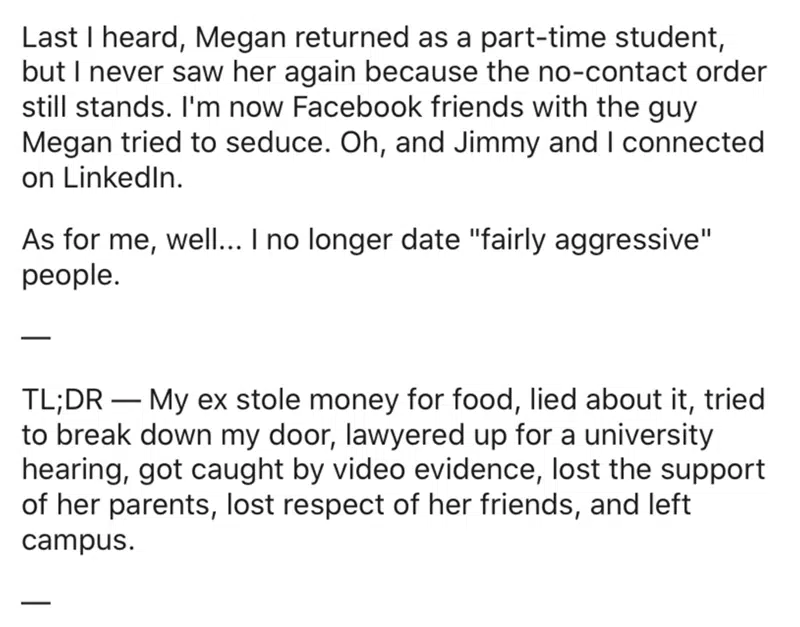 Last I heard, Megan returned as a part-time student,
but I never saw her again because the no-contact order
still stands. I'm now Facebook friends with the guy
Megan tried to seduce. Oh, and Jimmy and I connected
on LinkedIn.
As for me, well... I no longer date "fairly aggressive"
people.
—
TL;DR — My ex stole money for food, lied about it, tried
to break down my door, lawyered up for a university
hearing, got caught by video evidence, lost the support
of her parents, lost respect of her friends, and left
campus.
—